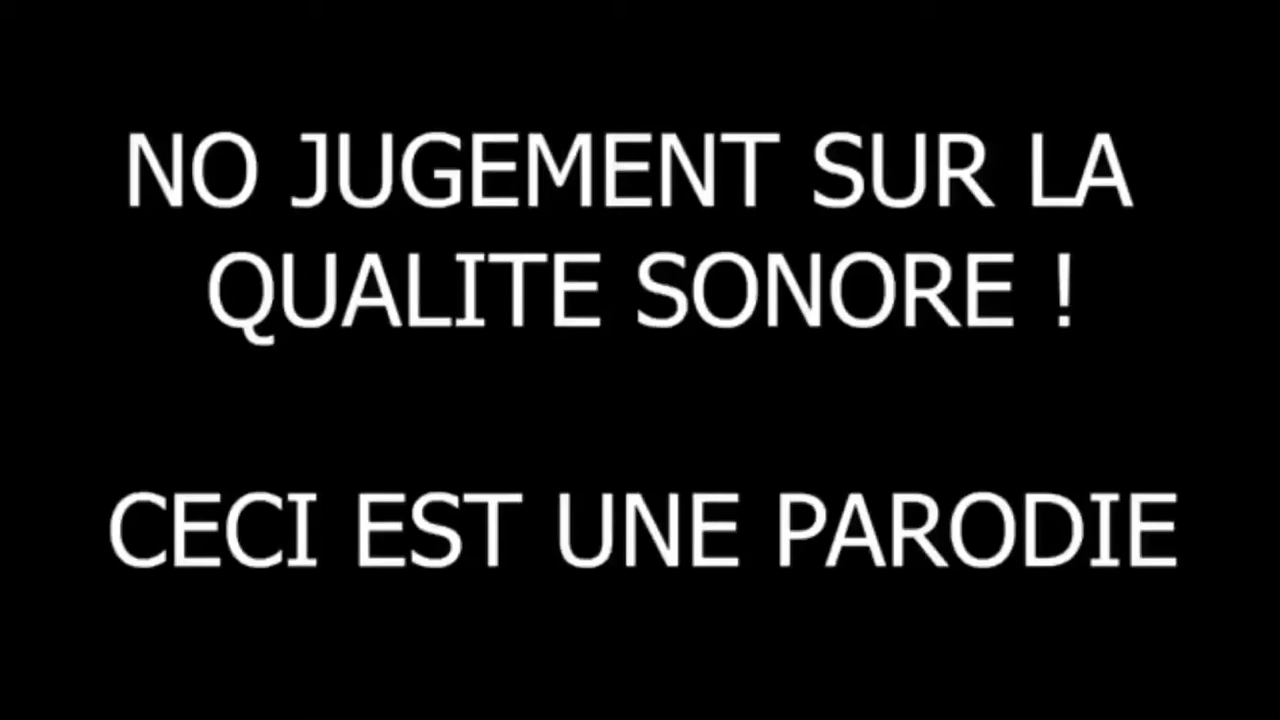 NO JUGEMENT SUR LA
QUALITE SONORE !
CECI EST UNE PARODIE